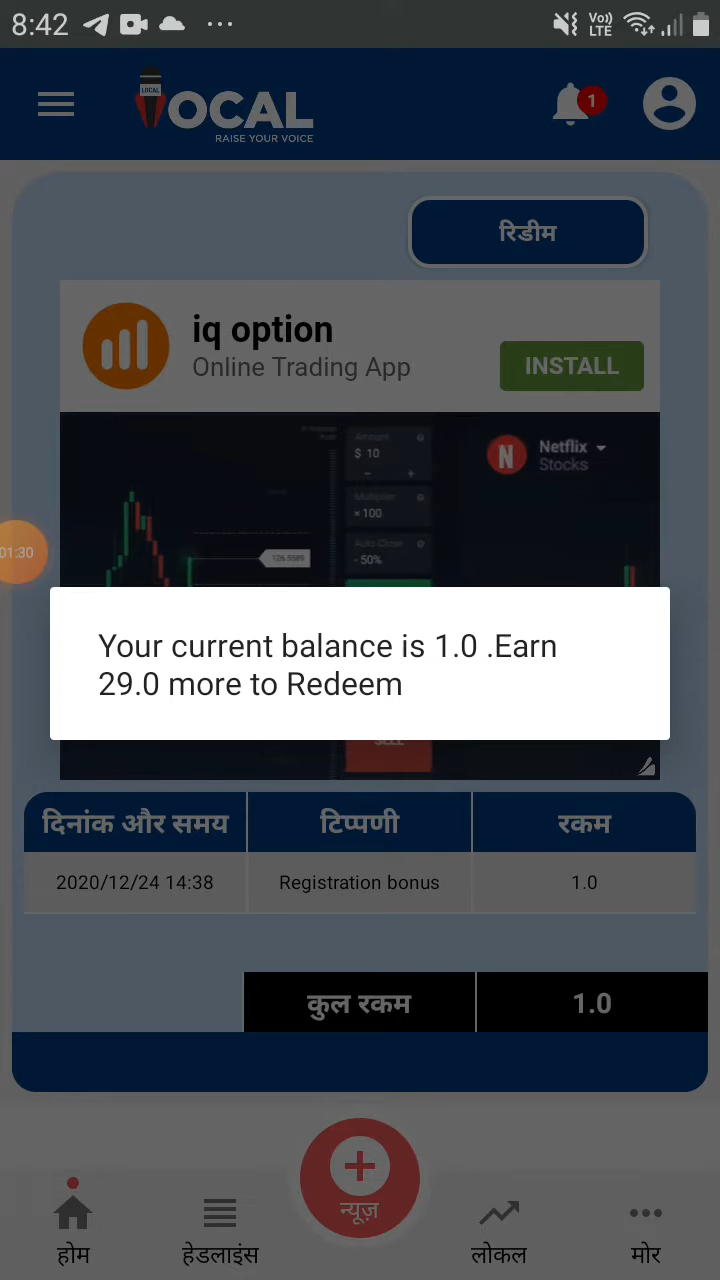 8:42
Vo)) LTE
LOCAL
VOCAL
RAISE YOUR VOICE
1
रिडीम
iq option
Online Trading App
INSTALL
Amount
$ 10
Netflix
Stocks
Multiplier
×100
126.5589
Auto Close
- 50%
01:30
Your current balance is 1.0 .Earn
29.0 more to Redeem
SELL
दिनांक और समय टिप्पणी रकम
2020/12/24 14:38 Registration bonus 1.0
कुल रकम 1.0
न्यूज़
होम हेडलाइंस लोकल मोर